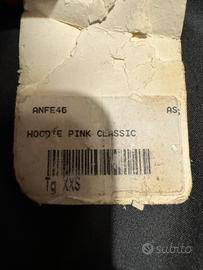 ANFE46 AS
HOODIE PINK CLASSIC
Tg XXS
subito